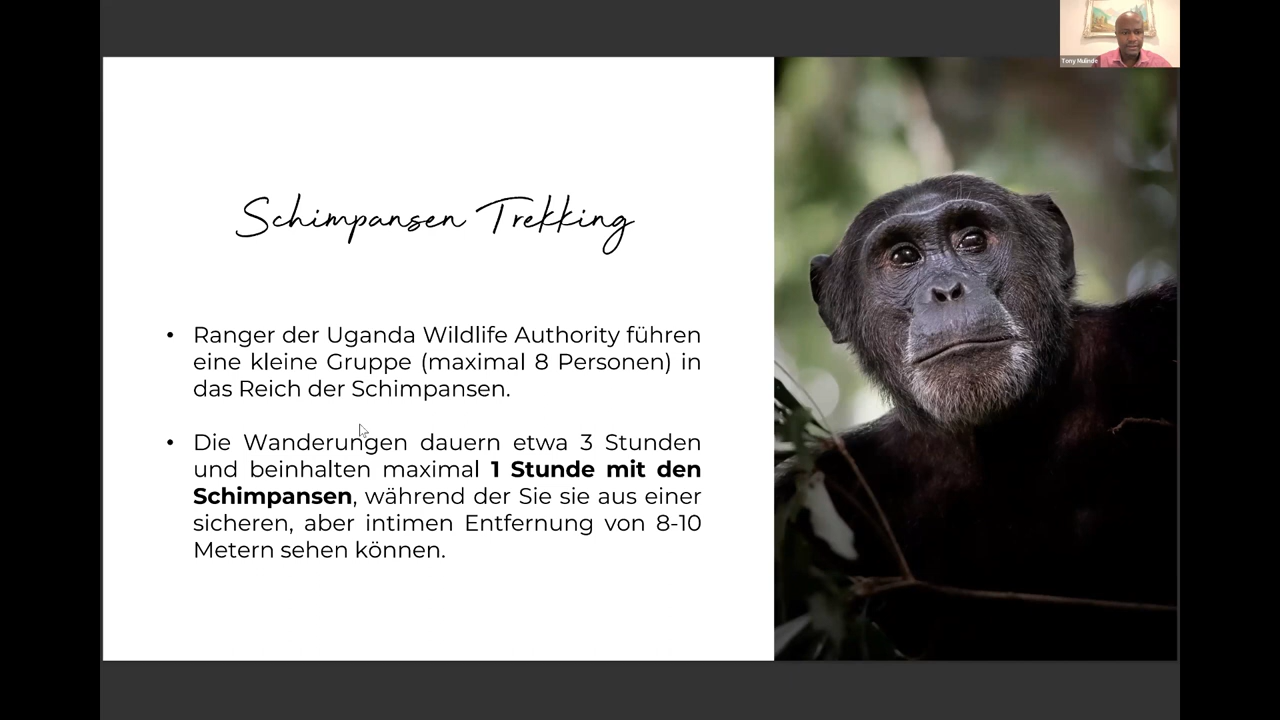 Tony Mulinde
Schimpansen Trekking
• Ranger der Uganda Wildlife Authority führen
eine kleine Gruppe (maximal 8 Personen) in
das Reich der Schimpansen.
• Die Wanderungen dauern etwa 3 Stunden
und beinhalten maximal 1 Stunde mit den
Schimpansen, während der Sie sie aus einer
sicheren, aber intimen Entfernung von 8-10
Metern sehen können.